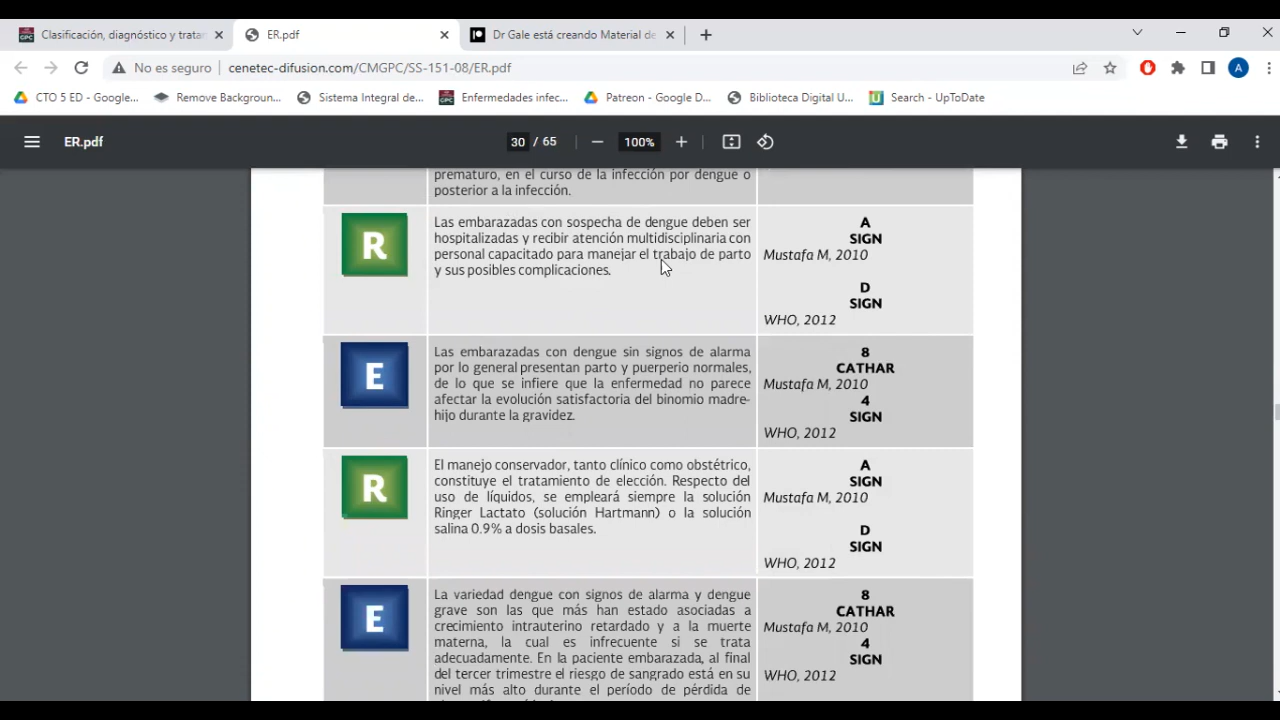 Clasificación, diagnóstico y tratar
ER.pdf
Dr Gale está creando Material de
No es seguro
cenetec-difusion.com/CMGPC/SS-151-08/ER.pdf
A
CTO 5 ED - Google...
Remove Backgroun...
Sistema Integral de...
Enfermedades infec...
Patreon - Google D...
Biblioteca Digital U...
Search - UpToDate
ER.pdf
30 / 65
100%
prematuro, en el curso de la infección por dengue o
posterior a la infección.
R
Las embarazadas con sospecha de dengue deben ser
hospitalizadas y recibir atención multidisciplinaria con
personal capacitado para manejar el trabajo de parto
y sus posibles complicaciones.
A
SIGN
Mustafa M, 2010
D
SIGN
WHO, 2012
E
Las embarazadas con dengue sin signos de alarma
por lo general presentan parto y puerperio normales,
de lo que se infiere que la enfermedad no parece
afectar la evolución satisfactoria del binomio madre-
hijo durante la gravidez.
8
CATHAR
Mustafa M, 2010
4
SIGN
WHO, 2012
R
El manejo conservador, tanto clínico como obstétrico,
constituye el tratamiento de elección. Respecto del
uso de líquidos, se empleará siempre la solución
Ringer Lactato (solución Hartmann) o la solución
salina 0.9% a dosis basales.
A
SIGN
Mustafa M, 2010
D
SIGN
WHO, 2012
E
La variedad dengue con signos de alarma y dengue
grave son las que más han estado asociadas a
crecimiento intrauterino retardado y a la muerte
materna, la cual es infrecuente si se trata
adecuadamente. En la paciente embarazada, al final
del tercer trimestre el riesgo de sangrado está en su
nivel más alto durante el período de pérdida de
8
CATHAR
Mustafa M, 2010
4
SIGN
WHO, 2012